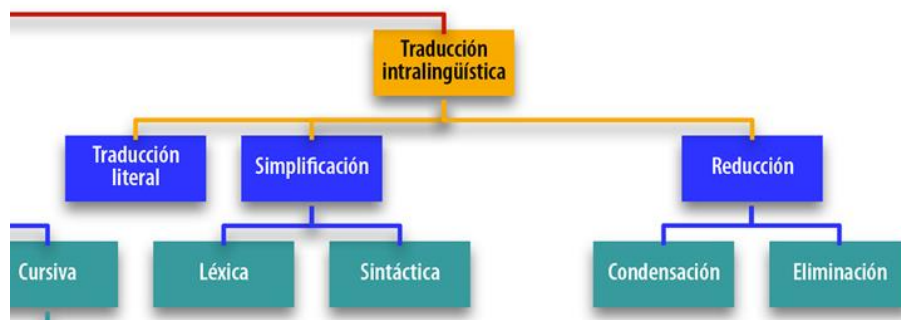 Traducción
intralingüística
Traducción
literal
Simplificación
Reducción
Cursiva
Léxica
Sintáctica
Condensación
Eliminación